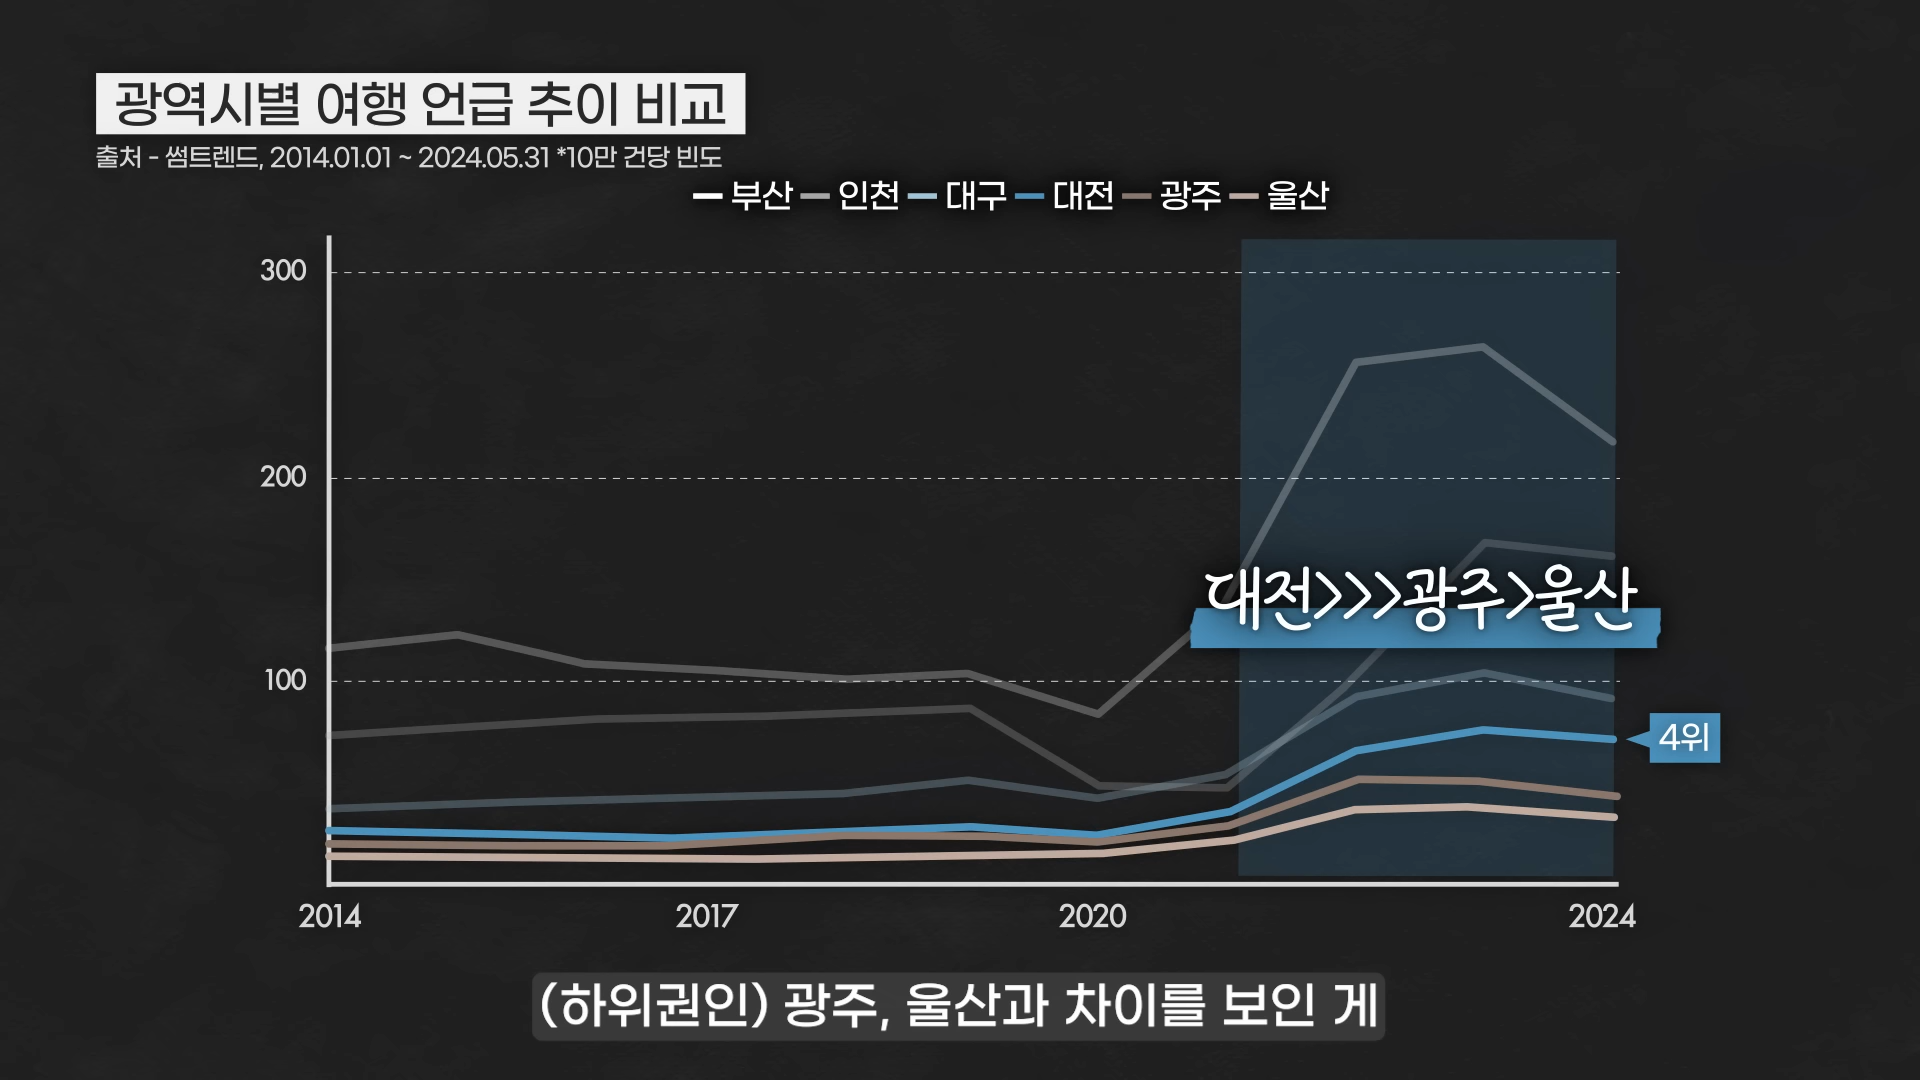 광역시별 여행 언급 추이 비교
출처 - 썸트렌드, 2014.01.01 ~ 2024.05.31 *10만 건당 빈도
부산 인천 대구 대전 광주 울산
300
200
대전>>>광주>울산
100
4위
2014 2017 2020 2024
(하위권인) 광주, 울산과 차이를 보인 게